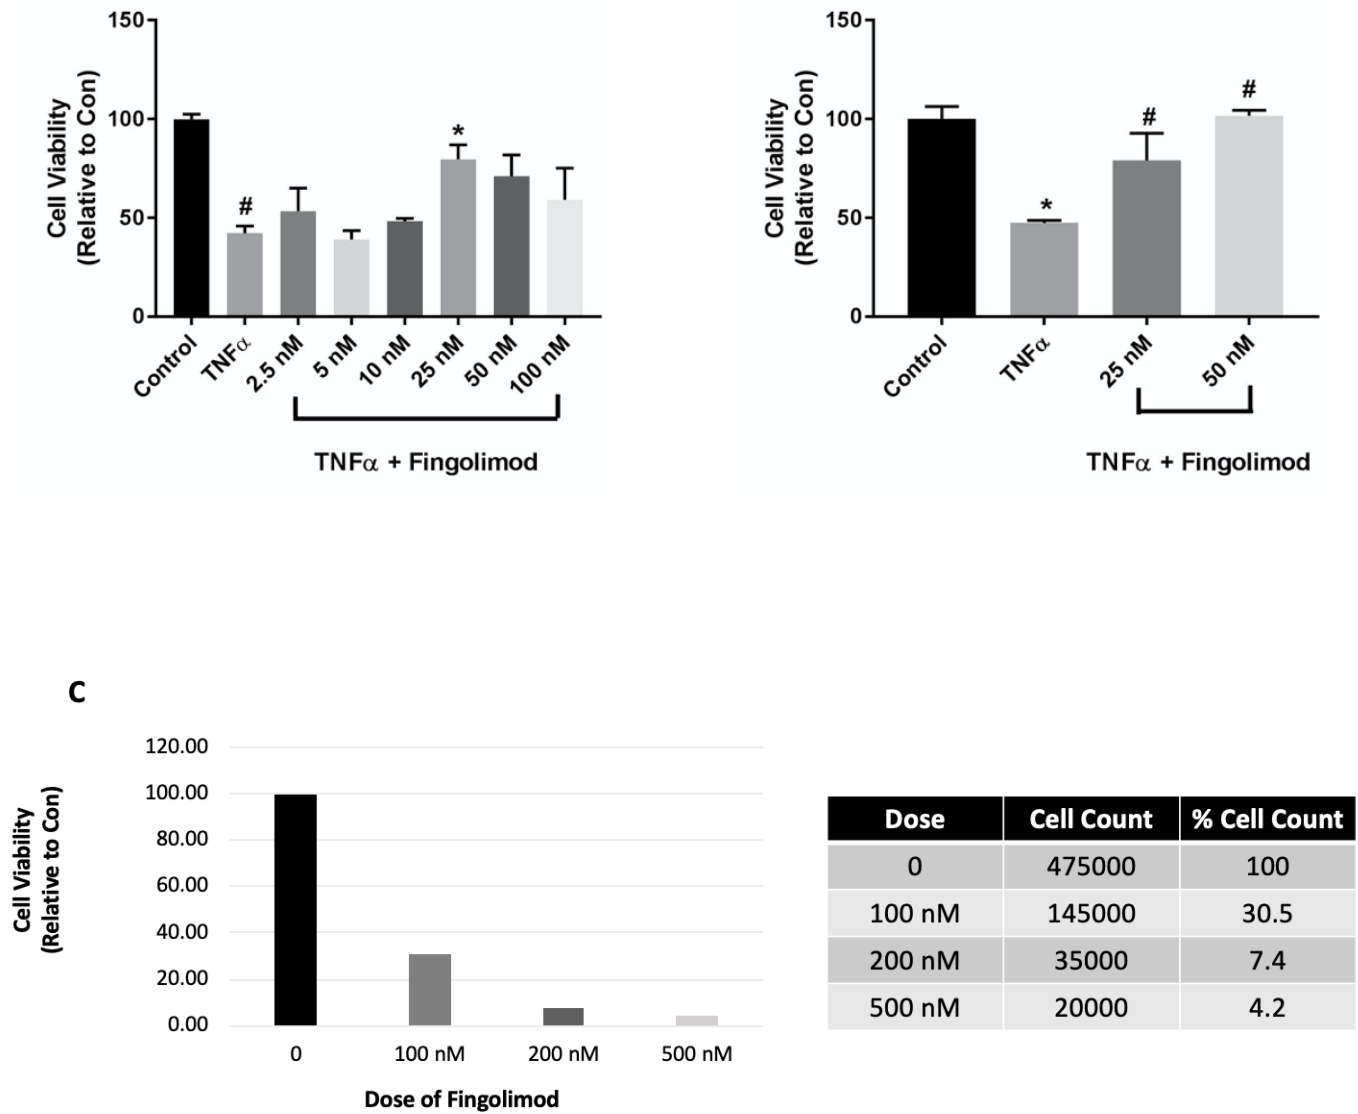 150
100
50
0
Cell Viability
(Relative to Con)
#
*
Control
TNFα
2.5 nM
5 nM
10 nM
25 nM
50 nM
100 nM
TNFα + Fingolimod
150
100
50
0
Cell Viability
(Relative to Con)
*
#
#
Control
TNFα
25 nM
50 nM
TNFα + Fingolimod
C
120.00
100.00
80.00
60.00
40.00
20.00
0.00
Cell Viability
(Relative to Con)
0 100 nM 200 nM 500 nM
Dose of Fingolimod
Dose Cell Count % Cell Count
0 475000 100
100 nM 145000 30.5
200 nM 35000 7.4
500 nM 20000 4.2